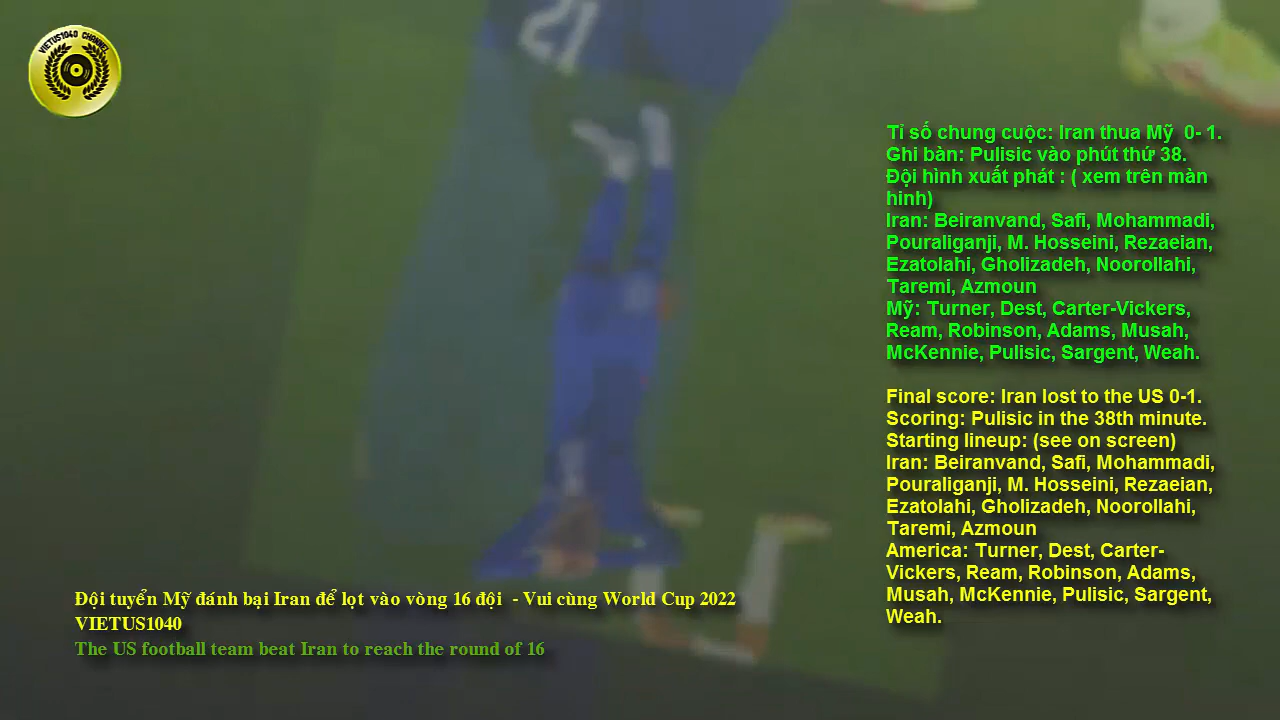 VIETUS1040 CHANNEL
21
Tỉ số chung cuộc: Iran thua Mỹ  0- 1.
Ghi bàn: Pulisic vào phút thứ 38.
Đội hình xuất phát : ( xem trên màn
hinh)
Iran: Beiranvand, Safi, Mohammadi,
Pouraliganji, M. Hosseini, Rezaeian,
Ezatolahi, Gholizadeh, Noorollahi,
Taremi, Azmoun
Mỹ: Turner, Dest, Carter-Vickers,
Ream, Robinson, Adams, Musah,
McKennie, Pulisic, Sargent, Weah.
Final score: Iran lost to the US 0-1.
Scoring: Pulisic in the 38th minute.
Starting lineup: (see on screen)
Iran: Beiranvand, Safi, Mohammadi,
Pouraliganji, M. Hosseini, Rezaeian,
Ezatolahi, Gholizadeh, Noorollahi,
Taremi, Azmoun
America: Turner, Dest, Carter-
Vickers, Ream, Robinson, Adams,
Musah, McKennie, Pulisic, Sargent,
Weah.
Đội tuyển Mỹ đánh bại Iran để lọt vào vòng 16 đội  - Vui cùng World Cup 2022
VIETUS1040
The US football team beat Iran to reach the round of 16